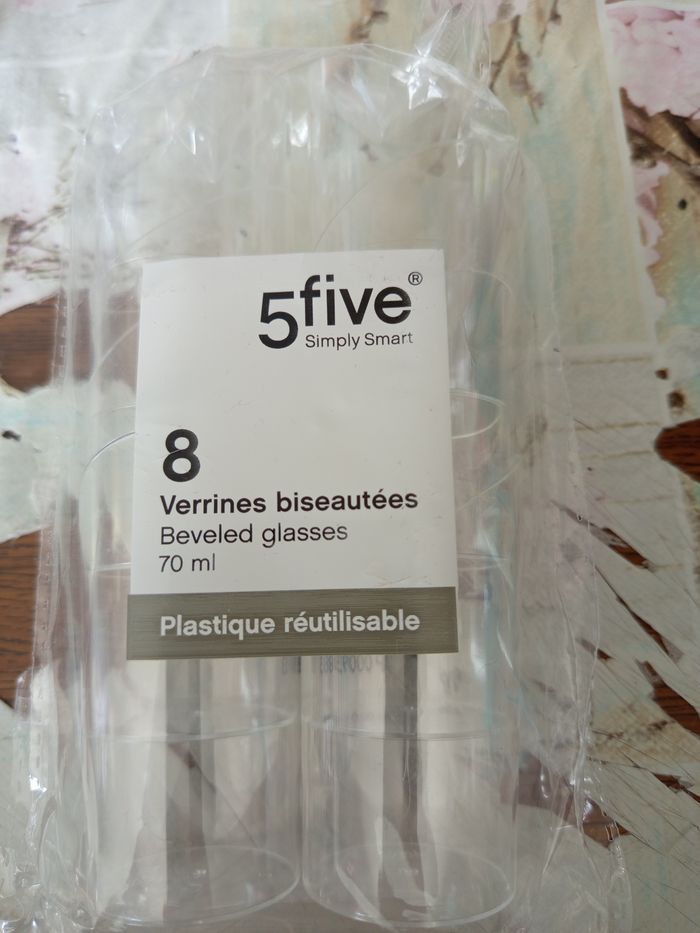 5five®
Simply Smart
8
Verrines biseautées
Beveled glasses
70 ml
Plastique réutilisable